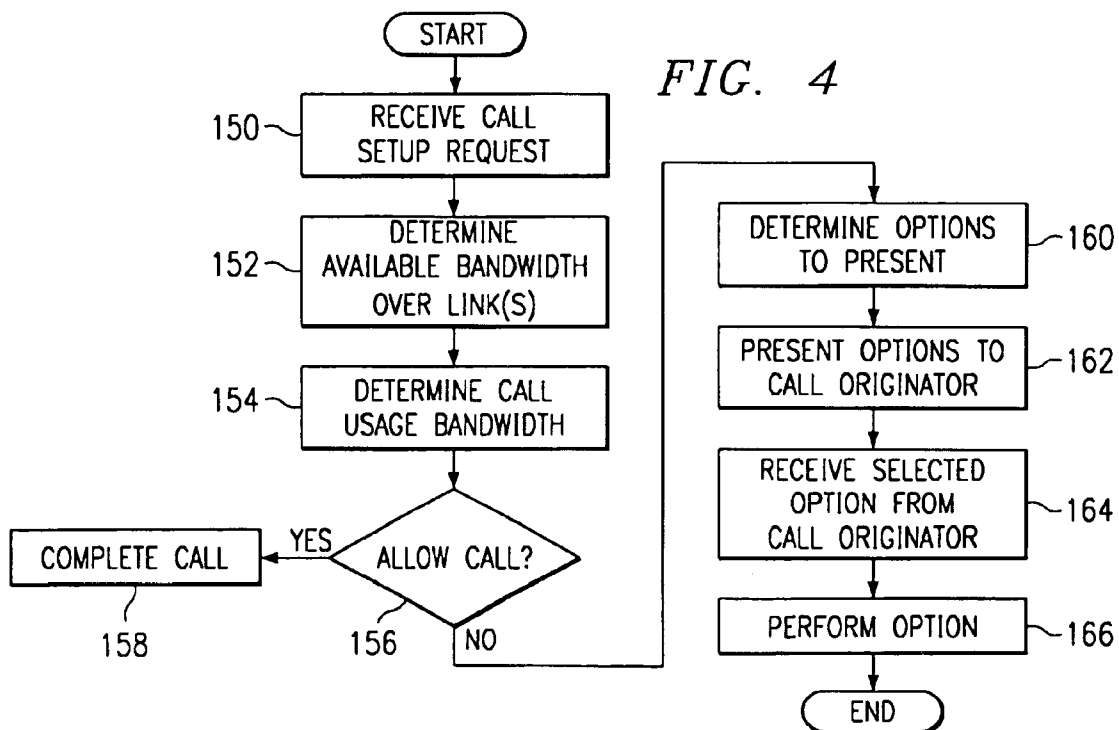 START
FIG. 4
150
RECEIVE CALL
SETUP REQUEST
152
DETERMINE
AVAILABLE BANDWIDTH
OVER LINK(S)
154
DETERMINE CALL
USAGE BANDWIDTH
COMPLETE CALL
158
YES
ALLOW CALL?
156
NO
DETERMINE OPTIONS
TO PRESENT
160
PRESENT OPTIONS TO
CALL ORIGINATOR
162
RECEIVE SELECTED
OPTION FROM
CALL ORIGINATOR
164
PERFORM OPTION
166
END